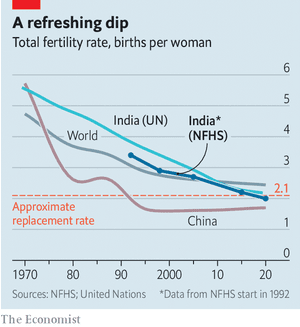 A refreshing dip
Total fertility rate, births per woman
6
5
4
3
2.1
1
0
India (UN)
India*
(NFHS)
World
Approximate
replacement rate
China
1970
80
90
2000
10
20
Sources: NFHS; United Nations *Data from NFHS start in 1992
The Economist